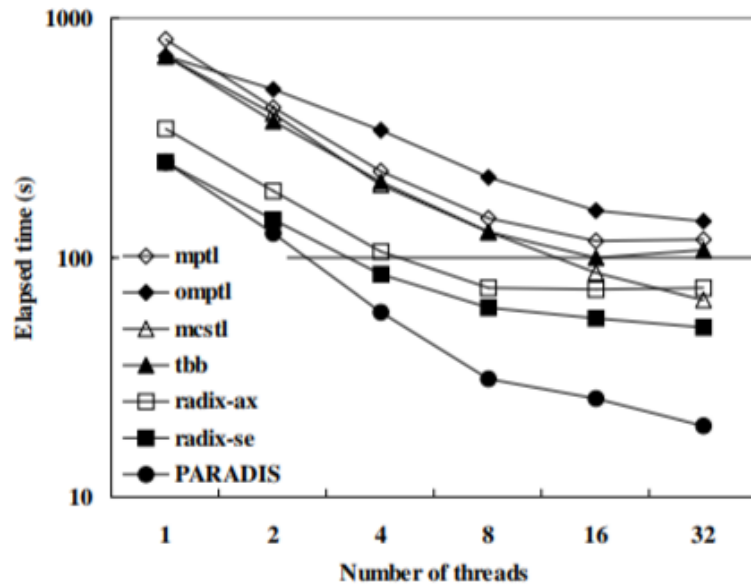 1000
100
10
Elapsed time (s)
mptl
omptl
mcstl
tbb
radix-ax
radix-se
PARADIS
1 2 4 8 16 32
Number of threads